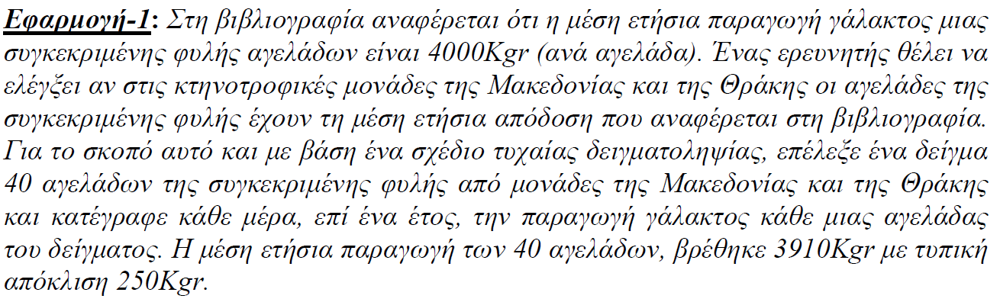 Εφαρμογή-1: Στη βιβλιογραφία αναφέρεται ότι η μέση ετήσια παραγωγή γάλακτος μιας
συγκεκριμένης φυλής αγελάδων είναι 4000Kgr (ανά αγελάδα). Ένας ερευνητής θέλει να
ελέγξει αν στις κτηνοτροφικές μονάδες της Μακεδονίας και της Θράκης οι αγελάδες της
συγκεκριμένης φυλής έχουν τη μέση ετήσια απόδοση που αναφέρεται στη βιβλιογραφία.
Για το σκοπό αυτό και με βάση ένα σχέδιο τυχαίας δειγματοληψίας, επέλεξε ένα δείγμα
40 αγελάδων της συγκεκριμένης φυλής από μονάδες της Μακεδονίας και της Θράκης
και κατέγραφε κάθε μέρα, επί ένα έτος, την παραγωγή γάλακτος κάθε μιας αγελάδας
του δείγματος. Η μέση ετήσια παραγωγή των 40 αγελάδων, βρέθηκε 3910Kgr με τυπική
απόκλιση 250Kgr.